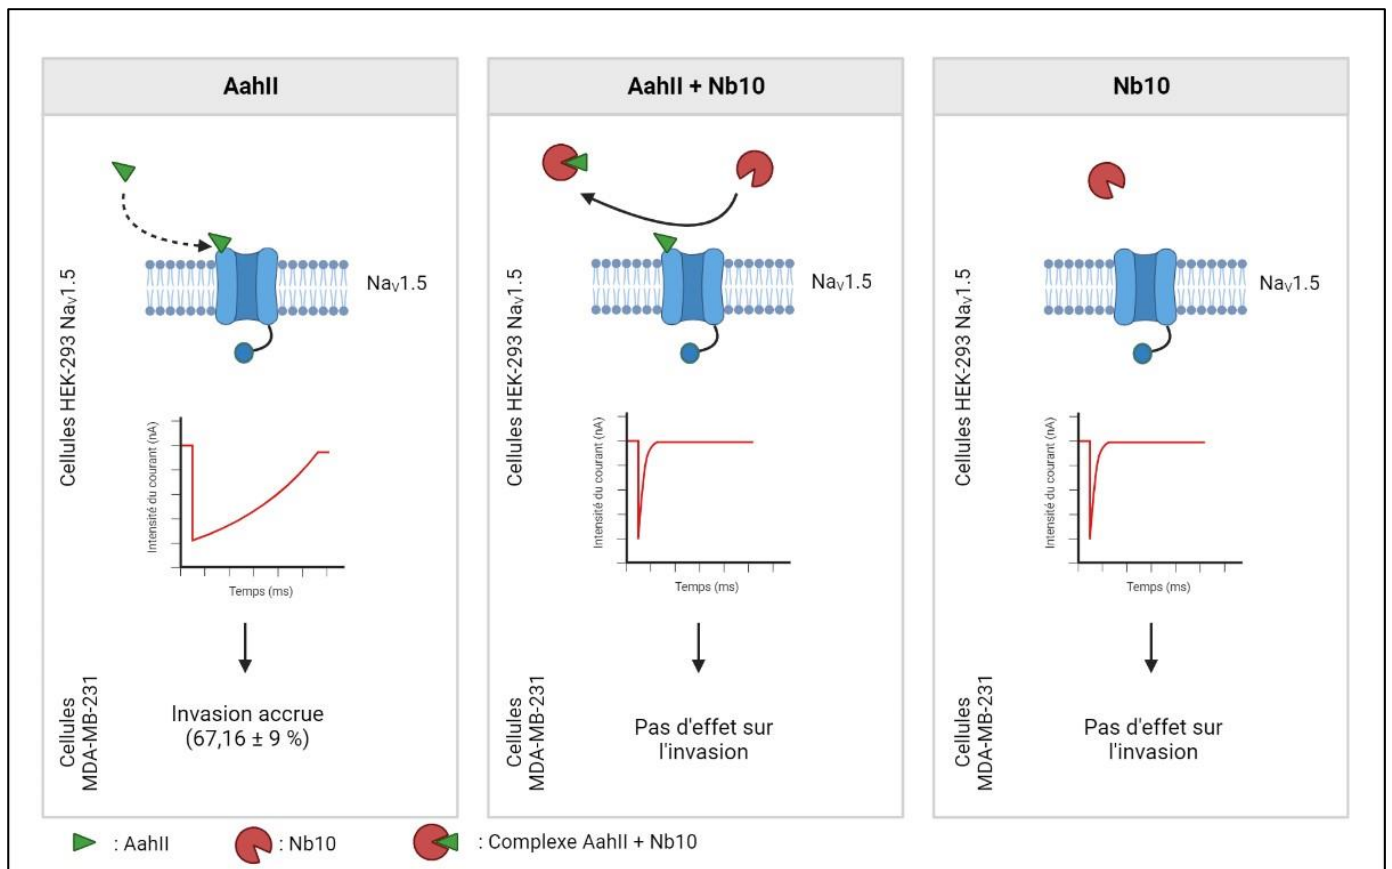 AahII
AahII + Nb10
Nb10
Cellules HEK-293 NaV1.5
NaV1.5
Intensité du courant (nA)
Temps (ms)
Cellules
MDA-MB-231
Invasion accrue
(67,16 ± 9 %)
Cellules HEK-293 NaV1.5
NaV1.5
Intensité du courant (nA)
Temps (ms)
Cellules
MDA-MB-231
Pas d'effet sur
l'invasion
Cellules HEK-293 NaV1.5
NaV1.5
Intensité du courant (nA)
Temps (ms)
Cellules
MDA-MB-231
Pas d'effet sur
l'invasion
: AahII
: Nb10
: Complexe AahII + Nb10